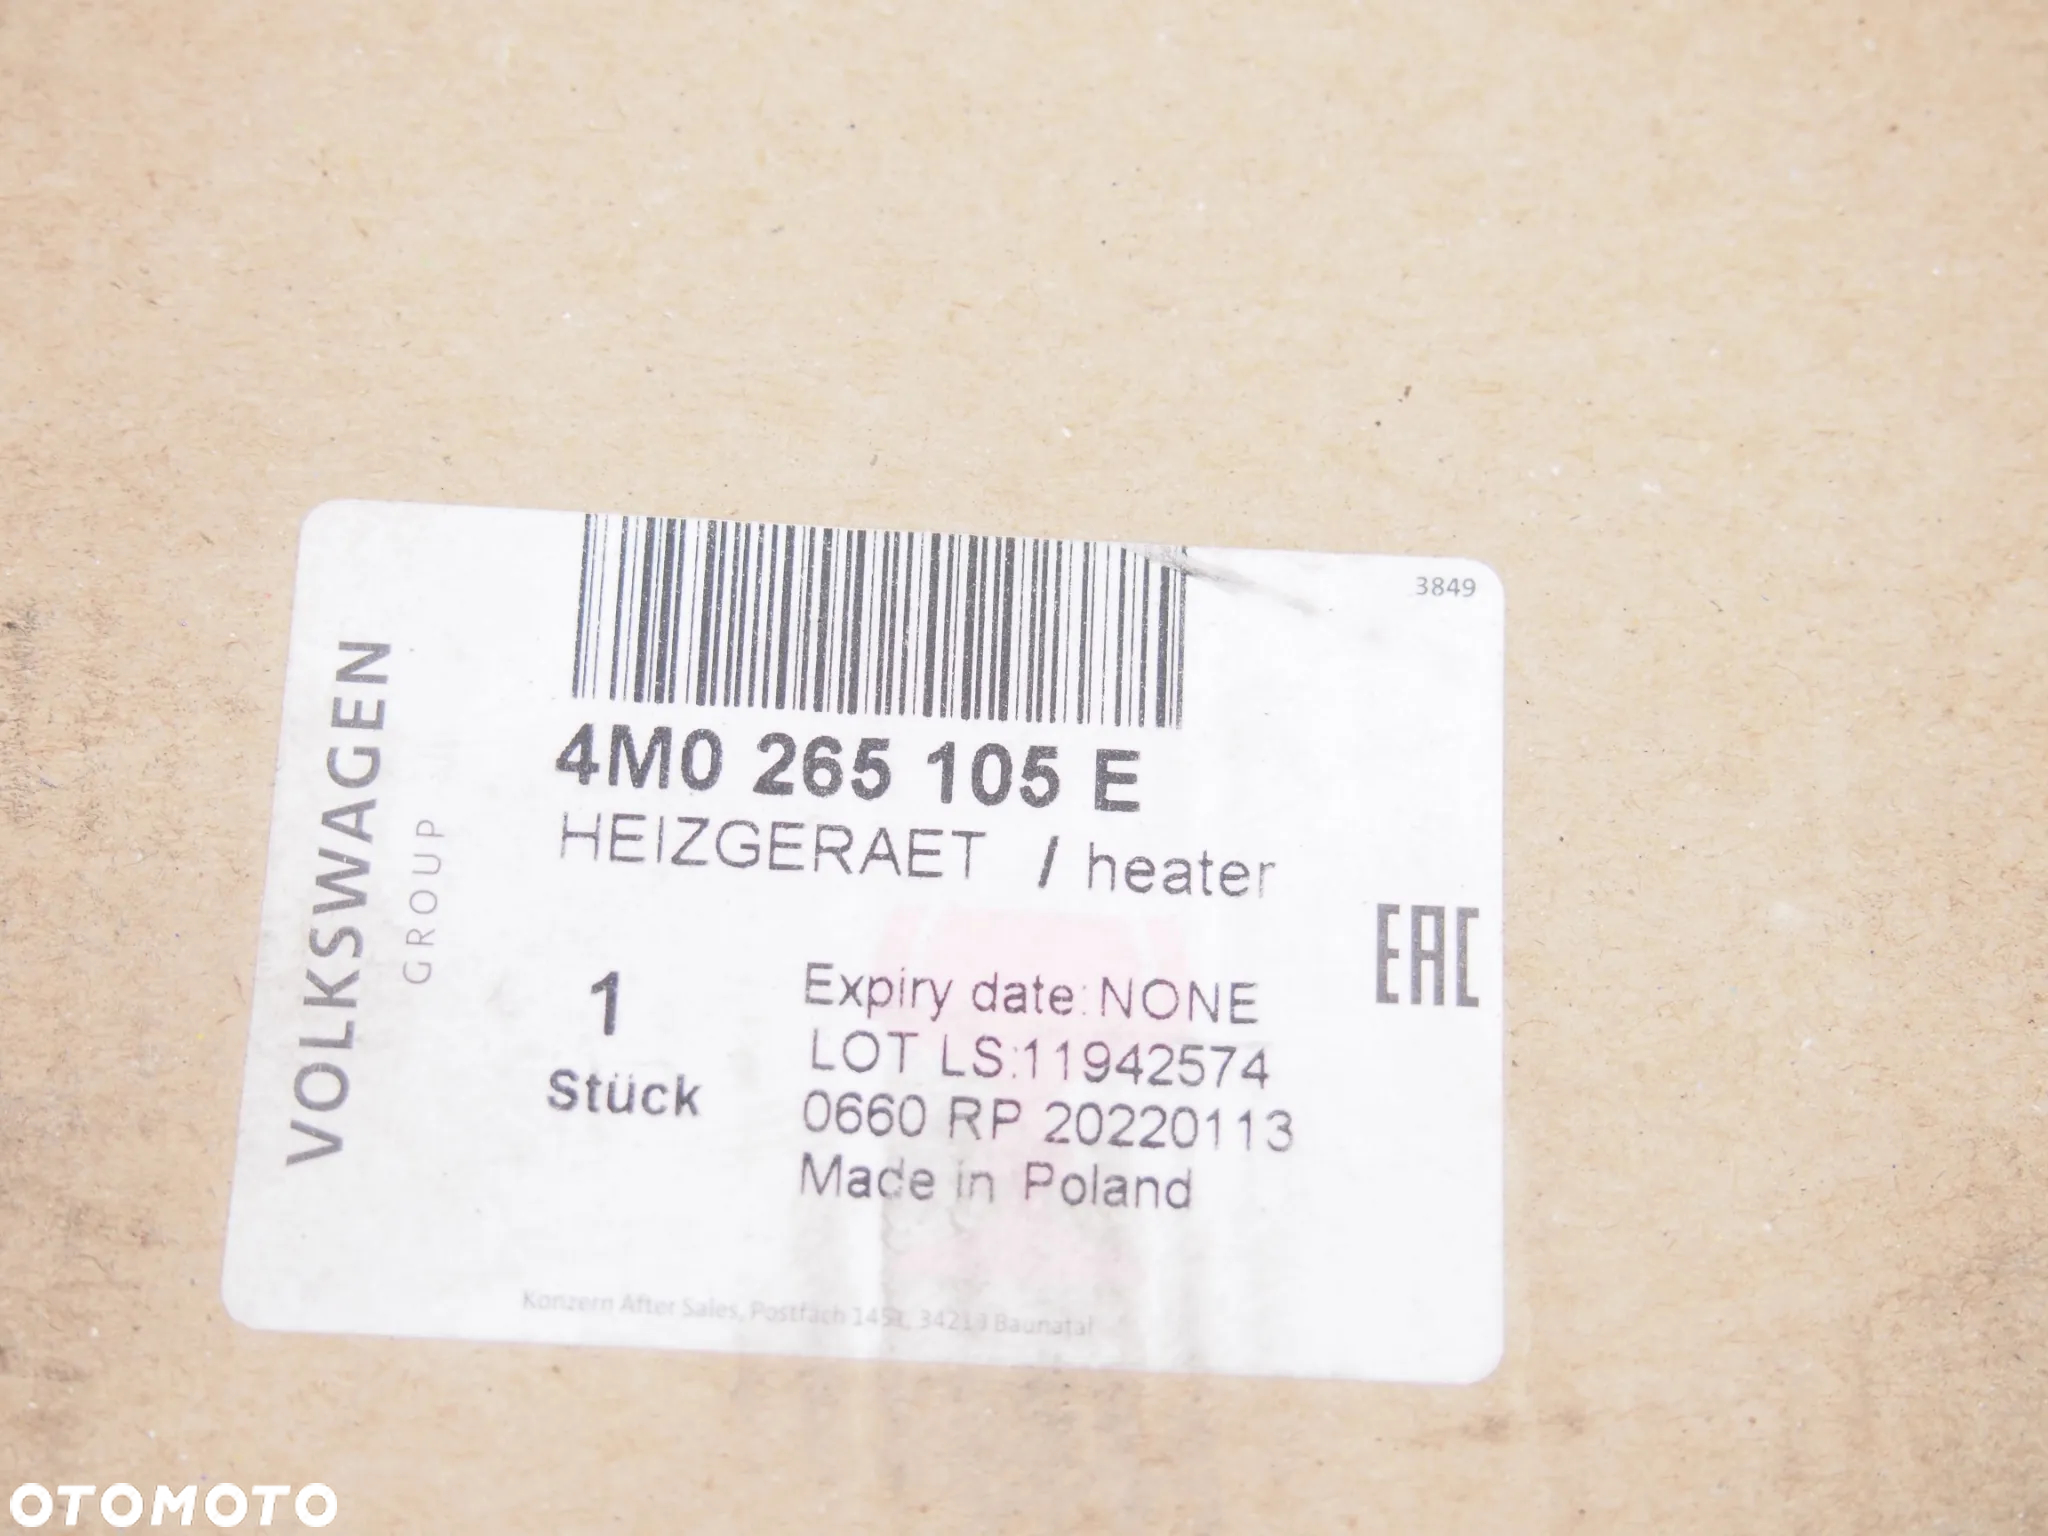 3849
VOLKSWAGEN
GROUP
4M0 265 105 E
HEIZGERAET / heater
EAC
1
Stück
Expiry date: NONE
LOT LS:11942574
0660 RP 20220113
Made in Poland
Konzern After Sales, Postfach 1451, 34219 Baunatal
OTOMOTO